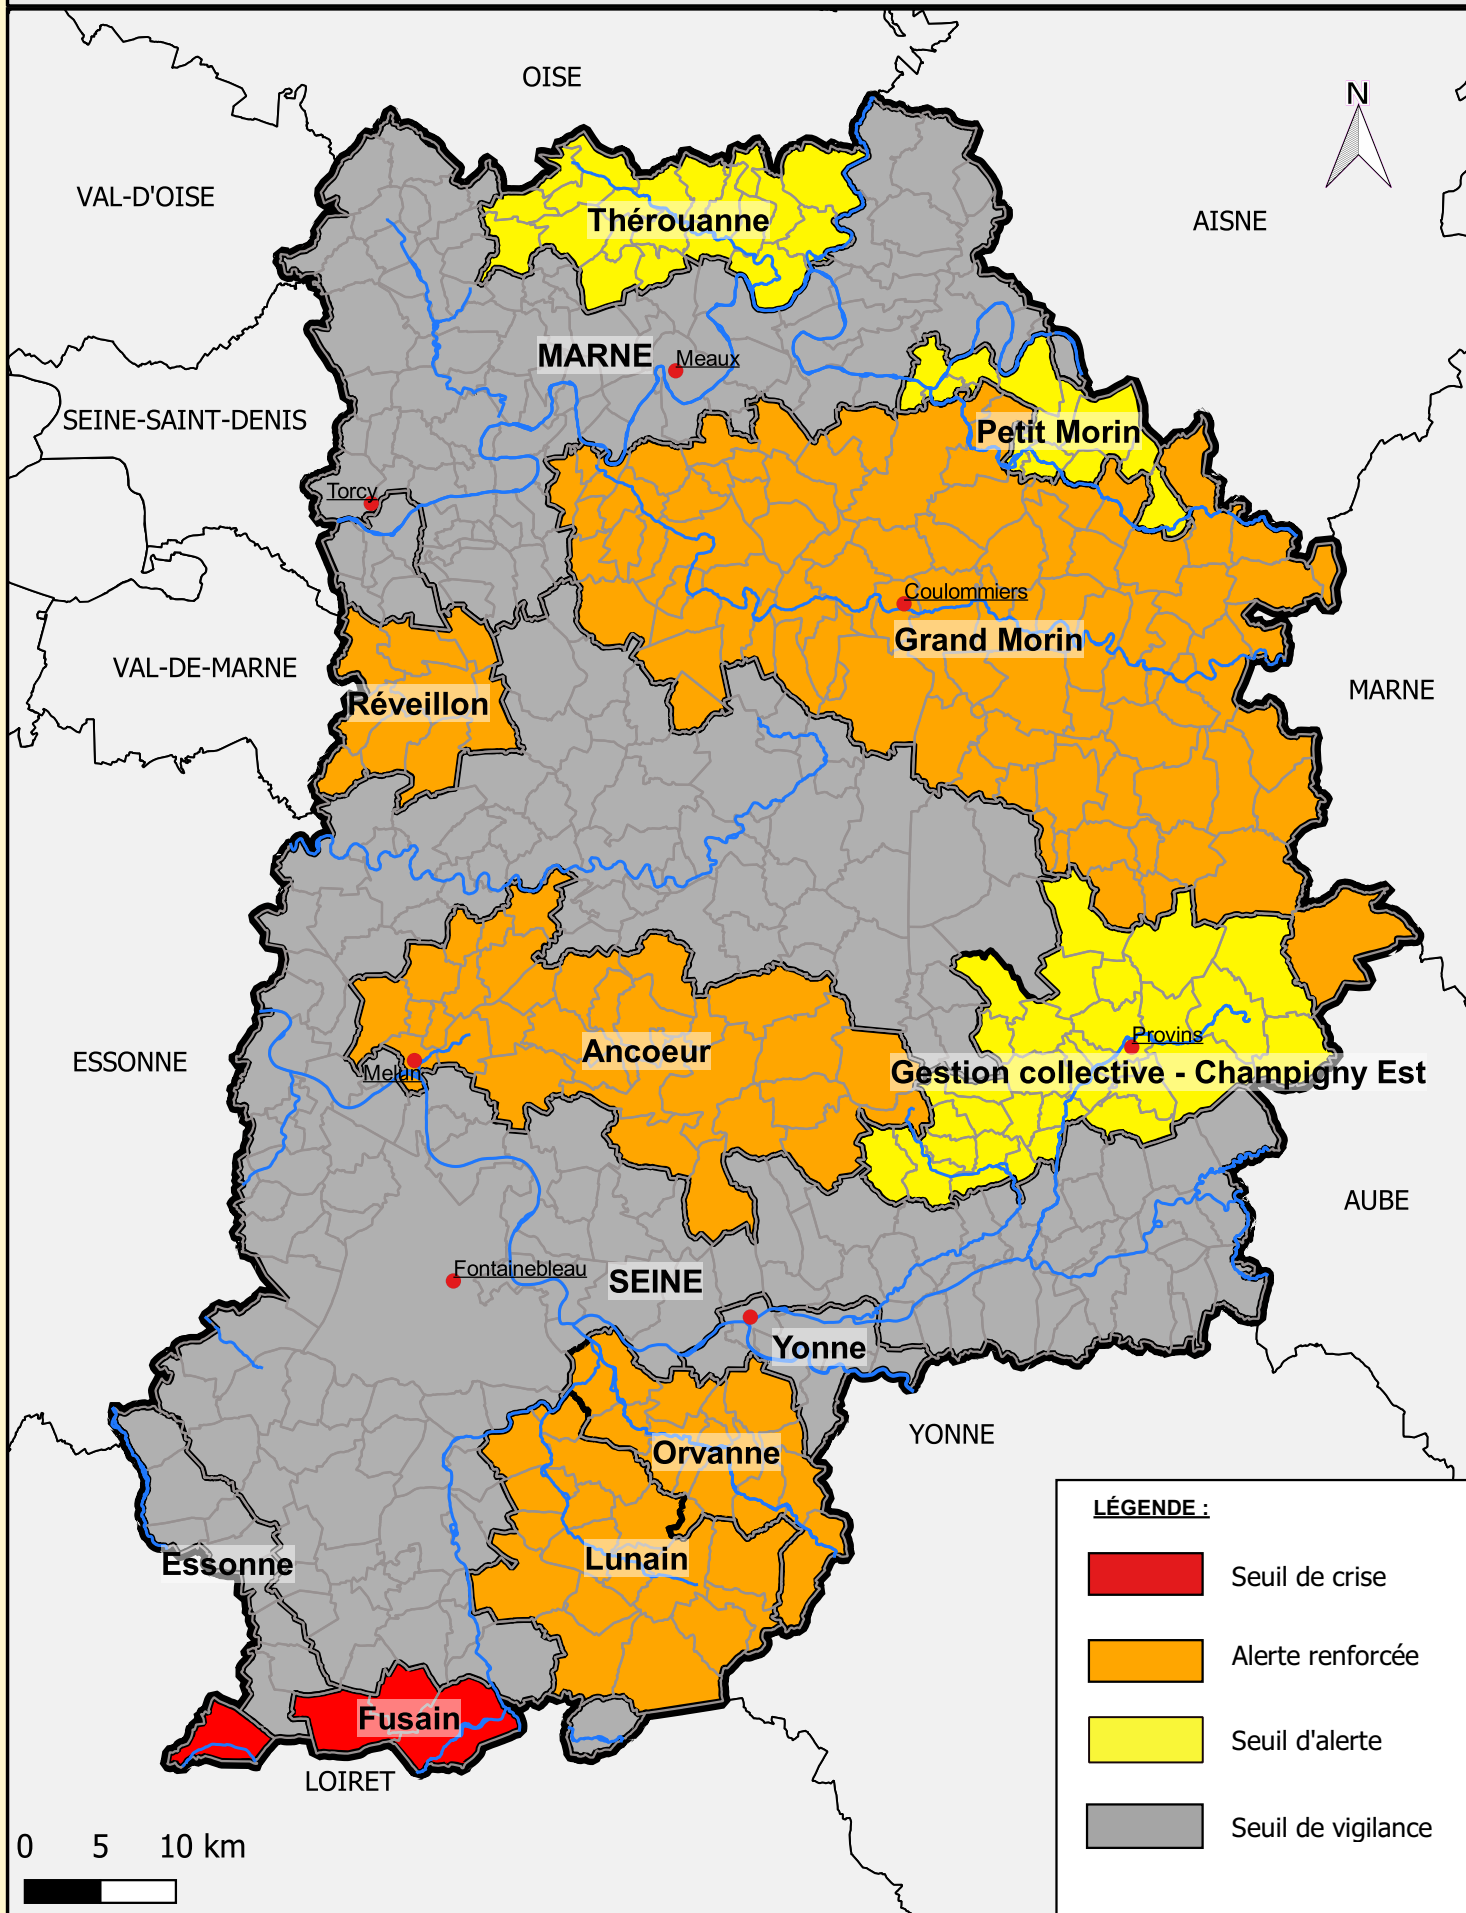 OISE
N
VAL-D'OISE
AISNE
Thérouanne
MARNE
Meaux
SEINE-SAINT-DENIS
Petit Morin
Torcy
Coulommiers
Grand Morin
VAL-DE-MARNE
MARNE
Réveillon
Provins
ESSONNE
Ancoeur
Melun
Gestion collective - Champigny Est
AUBE
Fontainebleau
SEINE
Yonne
YONNE
Orvanne
LÉGENDE :
Essonne
Lunain
Seuil de crise
Alerte renforcée
Fusain
Seuil d'alerte
LOIRET
Seuil de vigilance
0 5 10 km